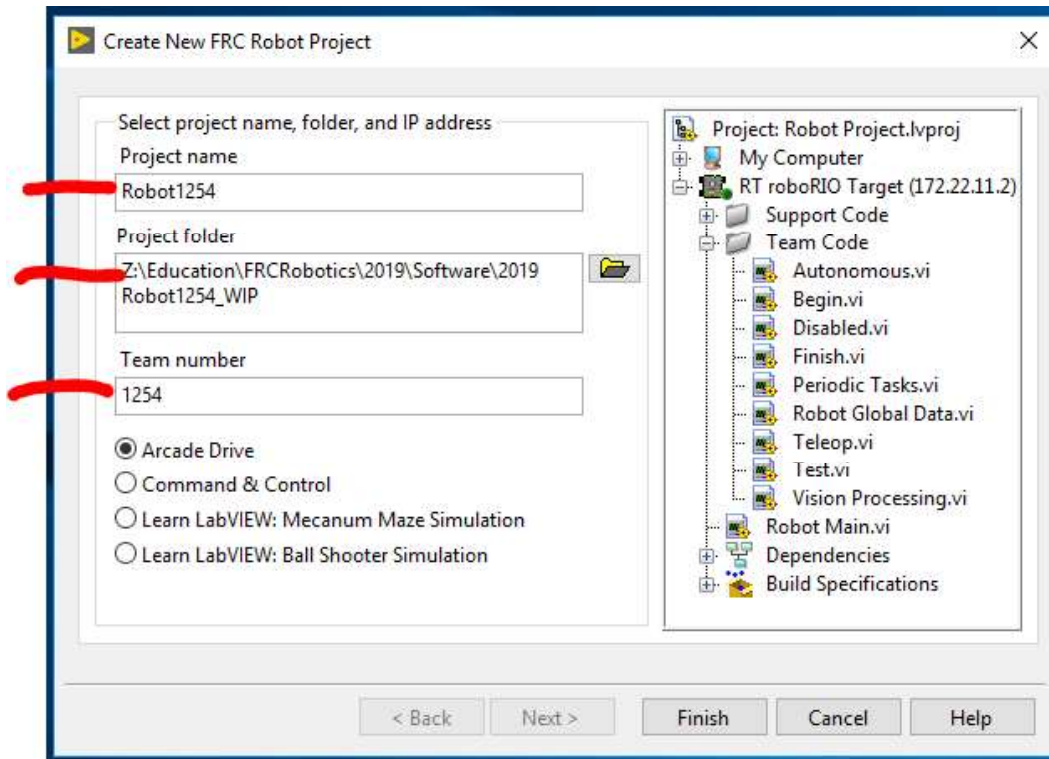 Create New FRC Robot Project
Select project name, folder, and IP address
Project name
Robot1254
Project folder
Z:\Education\FRCRobotics\2019\Software\2019
Robot1254_WIP
Team number
1254
Arcade Drive
Command & Control
Learn LabVIEW: Mecanum Maze Simulation
Learn LabVIEW: Ball Shooter Simulation
Project: Robot Project.lvproj
My Computer
RT roboRIO Target (172.22.11.2)
Support Code
Team Code
Autonomous.vi
Begin.vi
Disabled.vi
Finish.vi
Periodic Tasks.vi
Robot Global Data.vi
Teleop.vi
Test.vi
Vision Processing.vi
Robot Main.vi
Dependencies
Build Specifications
< Back
Next >
Finish
Cancel
Help